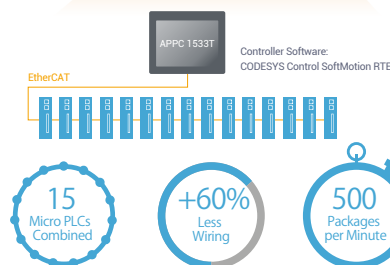 APPC 1533T
Controller Software:
CODESYS Control SoftMotion RTE
EtherCAT
15
Micro PLCs
Combined
+60%
Less
Wiring
500
Packages
per Minute